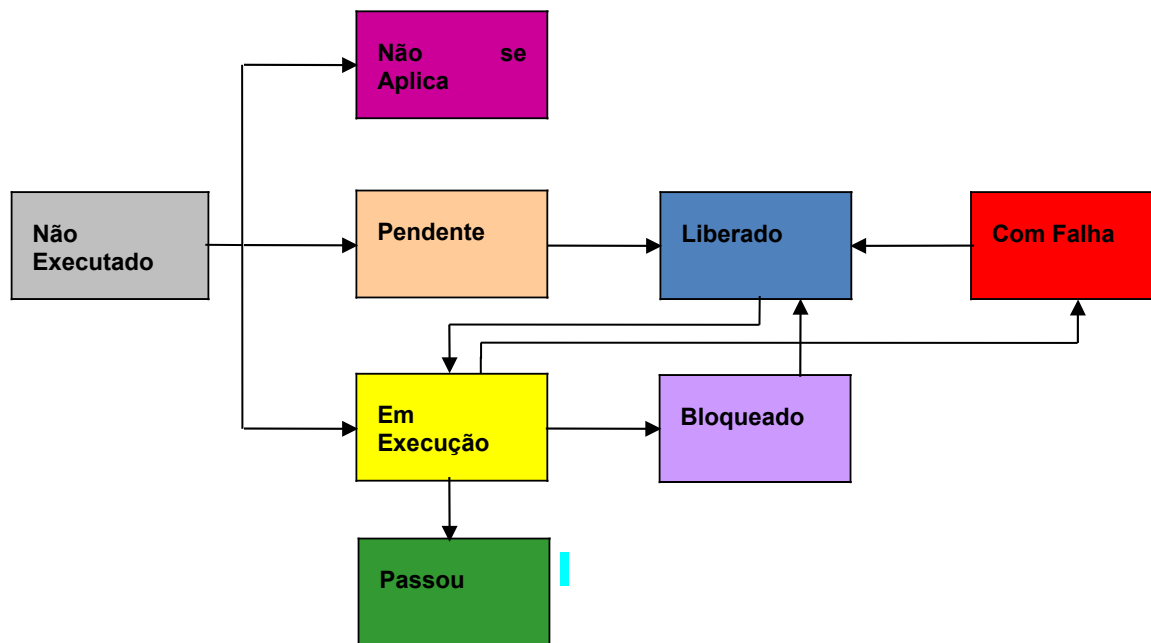 Não se
Aplica
Não
Executado
Pendente
Liberado
Com Falha
Em
Execução
Bloqueado
Passou